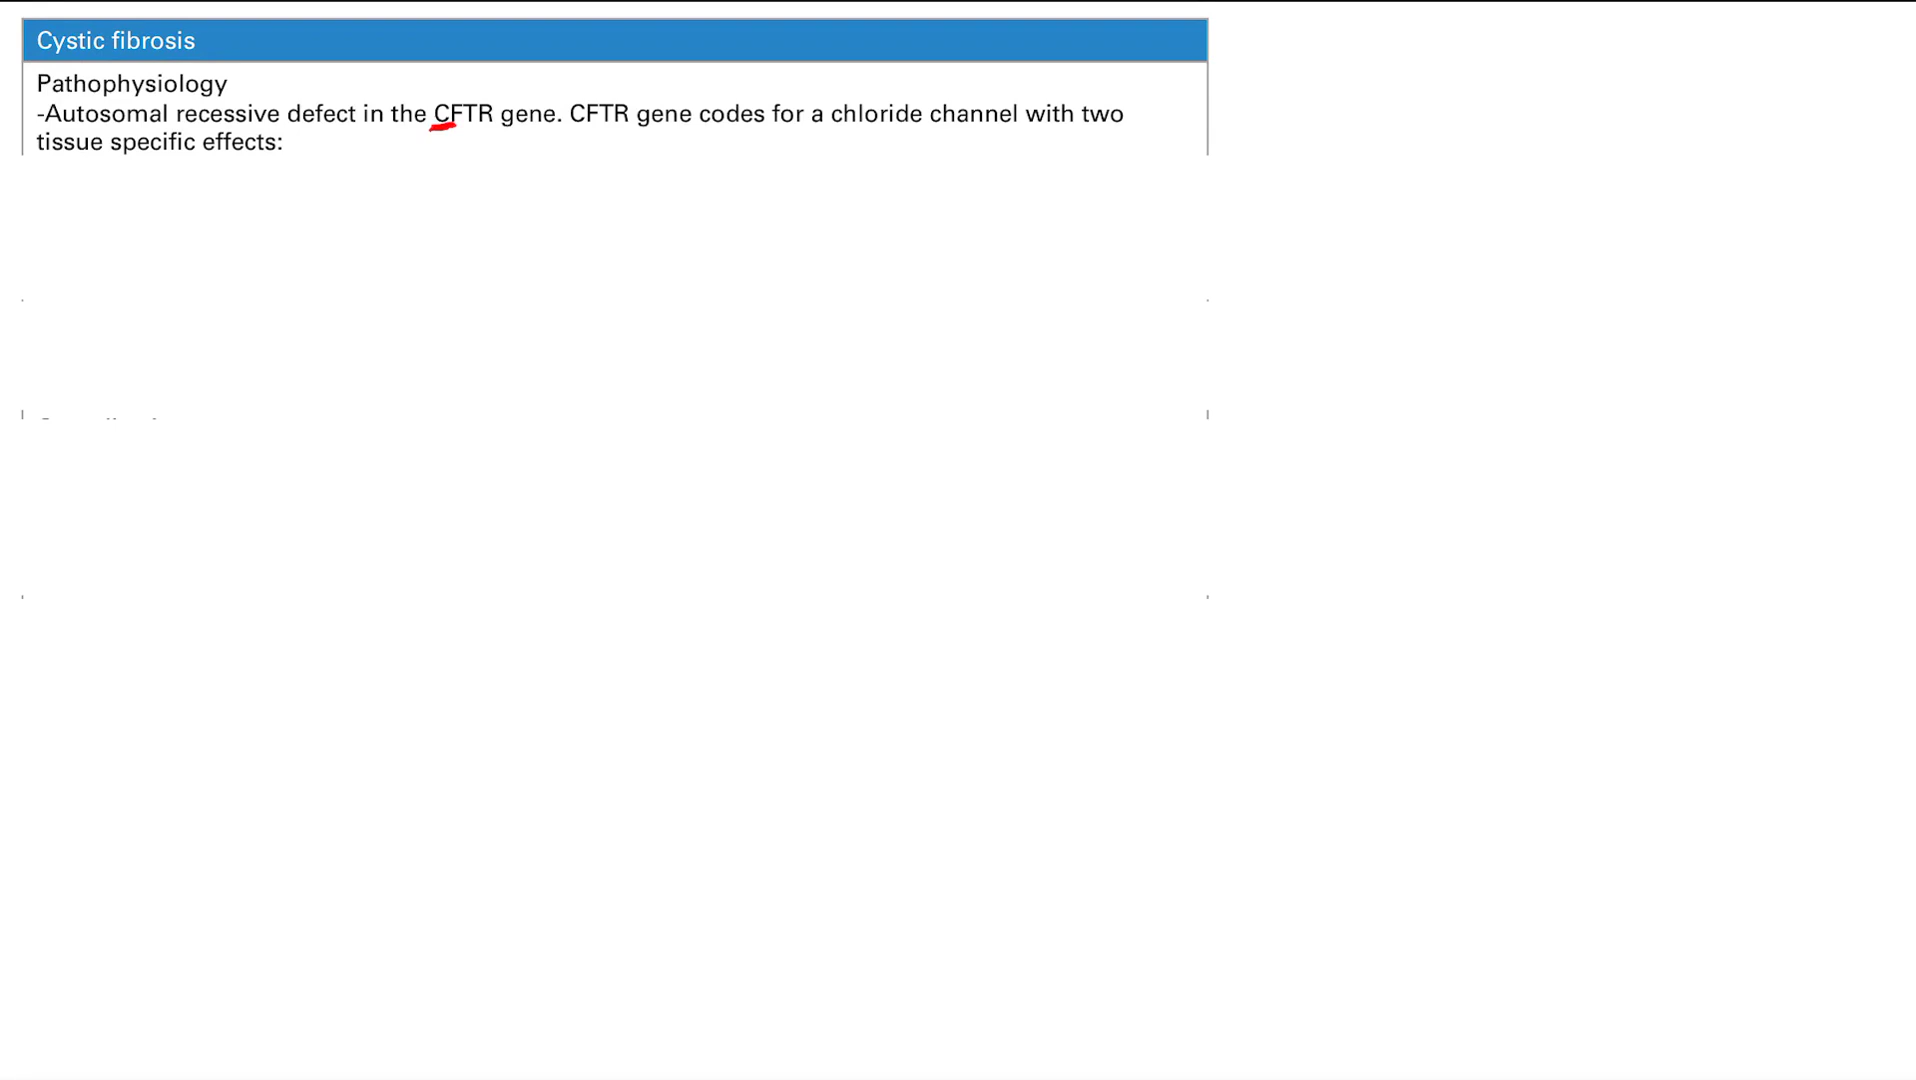 Cystic fibrosis
Pathophysiology
-Autosomal recessive defect in the CFTR gene. CFTR gene codes for a chloride channel with two
tissue specific effects: